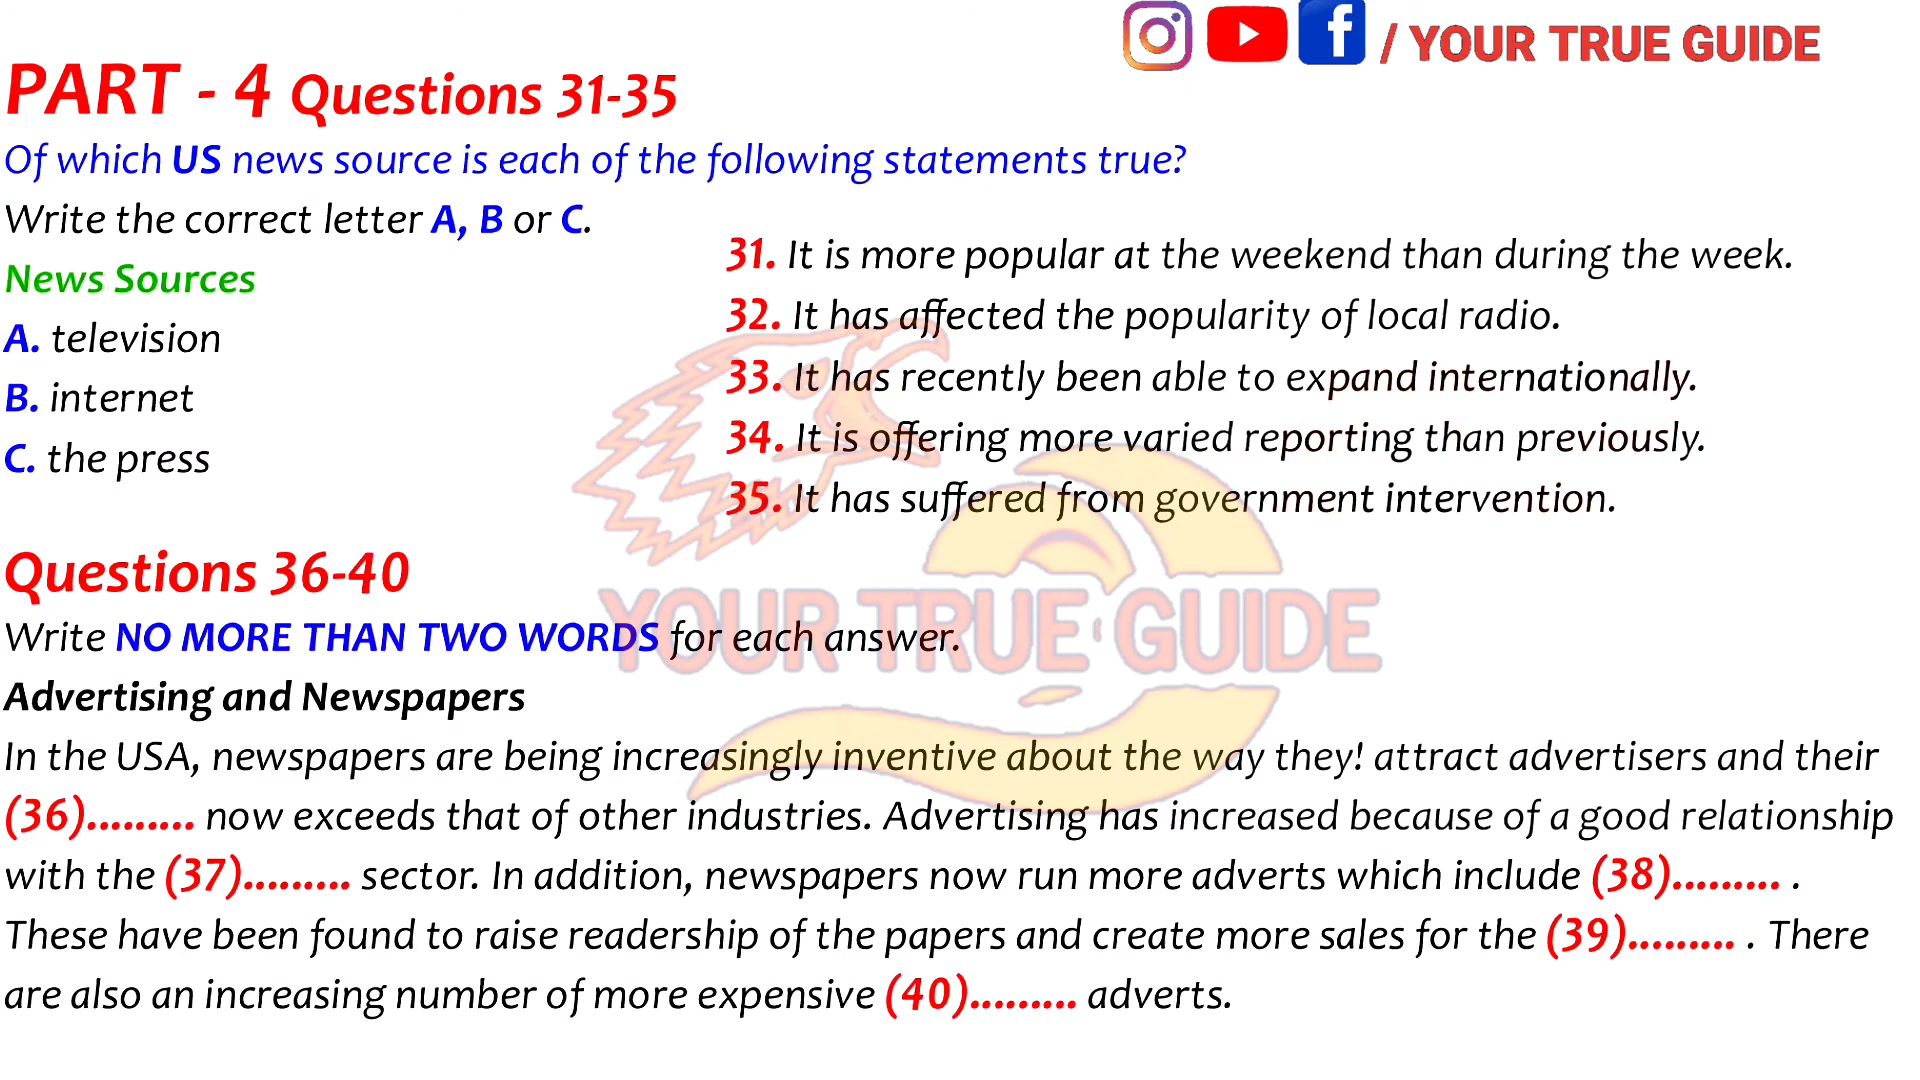 / YOUR TRUE GUIDE
PART - 4 Questions 31-35
Of which US news source is each of the following statements true?
Write the correct letter A, B or C.
News Sources
A. television
B. internet
C. the press
31. It is more popular at the weekend than during the week.
32. It has affected the popularity of local radio.
33. It has recently been able to expand internationally.
34. It is offering more varied reporting than previously.
35. It has suffered from government intervention.
Questions 36-40
Write NO MORE THAN TWO WORDS for each answer.
YOUR TRUE GUIDE
Advertising and Newspapers
In the USA, newspapers are being increasingly inventive about the way they! attract advertisers and their
(36)......... now exceeds that of other industries. Advertising has increased because of a good relationship
with the (37)......... sector. In addition, newspapers now run more adverts which include (38)......... .
These have been found to raise readership of the papers and create more sales for the (39)......... . There
are also an increasing number of more expensive (40)......... adverts.